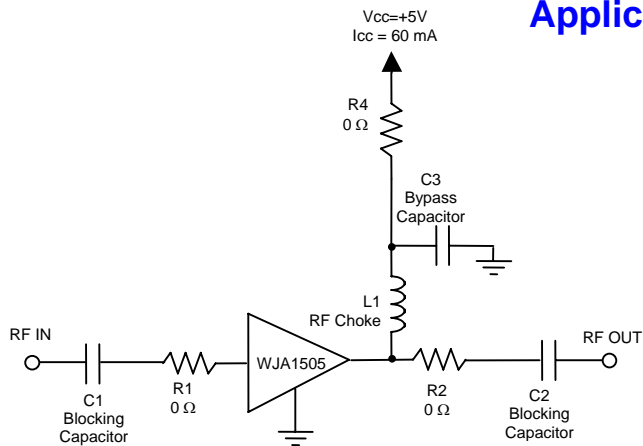 Applic
Vcc=+5V
Icc = 60 mA
R4
0 Ω
C3
Bypass
Capacitor
L1
RF Choke
RF IN
WJA1505
RF OUT
C1
Blocking
Capacitor
R1
0 Ω
R2
0 Ω
C2
Blocking
Capacitor